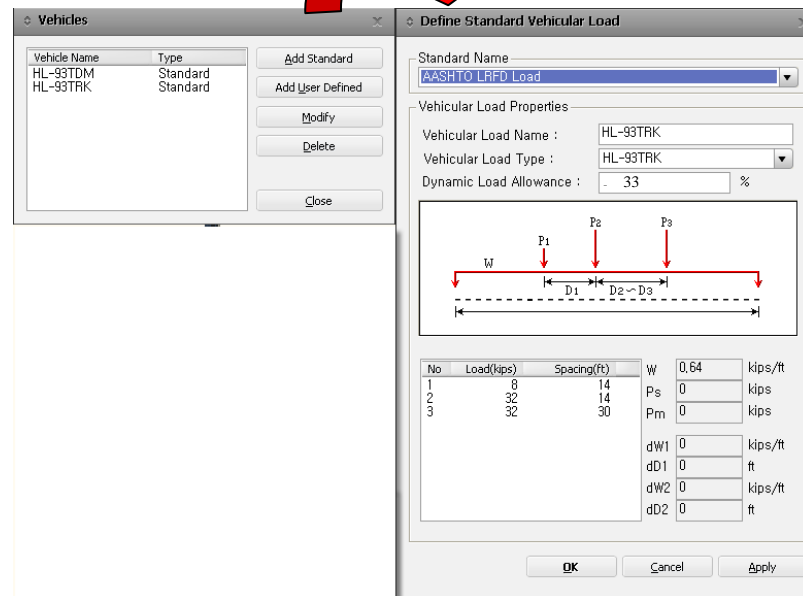 Vehicles
Vehicle Name Type
HL-93TDM Standard
HL-93TRK Standard
Add Standard
Add User Defined
Modify
Delete
Close
Define Standard Vehicular Load
Standard Name
AASHTO LRFD Load
Vehicular Load Properties
Vehicular Load Name : HL-93TRK
Vehicular Load Type : HL-93TRK
Dynamic Load Allowance : 33 %
P1 P2 P3
W
D1 D2~D3
No Load(kips) Spacing(ft)
1 8 14
2 32 14
3 32 30
W 0.64 kips/ft
Ps 0 kips
Pm 0 kips
dW1 0 kips/ft
dD1 0 ft
dW2 0 kips/ft
dD2 0 ft
OK Cancel Apply